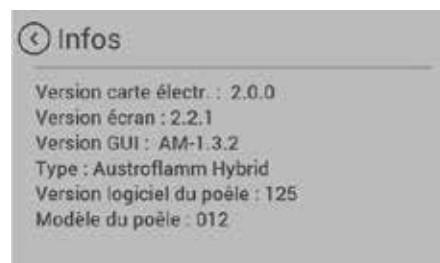 Infos
Version carte électr. : 2.0.0
Version écran : 2.2.1
Version GUI : AM-1.3.2
Type : Austroflamm Hybrid
Version logiciel du poêle : 125
Modèle du poêle : 012